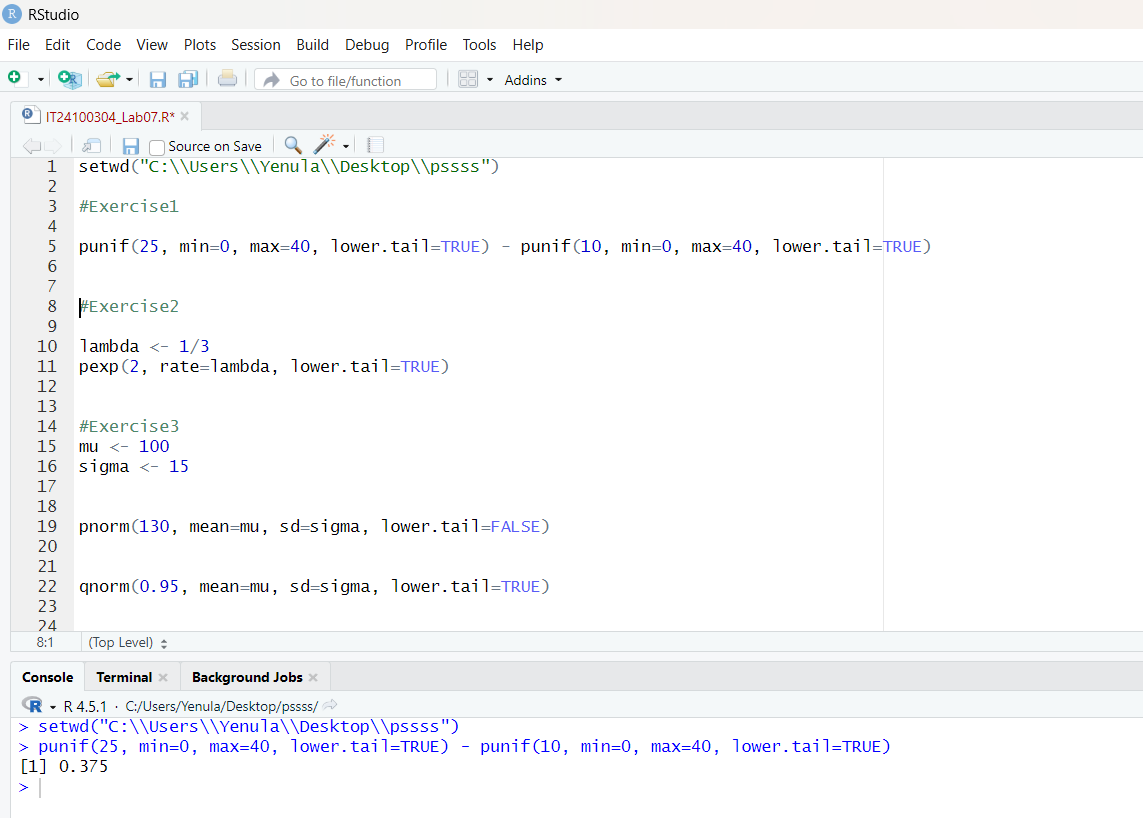 R RStudio
File Edit Code View Plots Session Build Debug Profile Tools Help
Go to file/function Addins
IT24100304_Lab07.R*
Source on Save
1 setwd("C:\\Users\\Yenula\\Desktop\\pssss")
2
3 #Exercise1
4
5 punif(25, min=0, max=40, lower.tail=TRUE) - punif(10, min=0, max=40, lower.tail=TRUE)
6
7
8 #Exercise2
9
10 lambda <- 1/3
11 pexp(2, rate=lambda, lower.tail=TRUE)
12
13
14 #Exercise3
15 mu <- 100
16 sigma <- 15
17
18
19 pnorm(130, mean=mu, sd=sigma, lower.tail=FALSE)
20
21
22 qnorm(0.95, mean=mu, sd=sigma, lower.tail=TRUE)
23
24
8:1 (Top Level)
Console Terminal Background Jobs
R R 4.5.1 · C:/Users/Yenula/Desktop/pssss/
> setwd("C:\\Users\\Yenula\\Desktop\\pssss")
> punif(25, min=0, max=40, lower.tail=TRUE) - punif(10, min=0, max=40, lower.tail=TRUE)
[1] 0.375
>